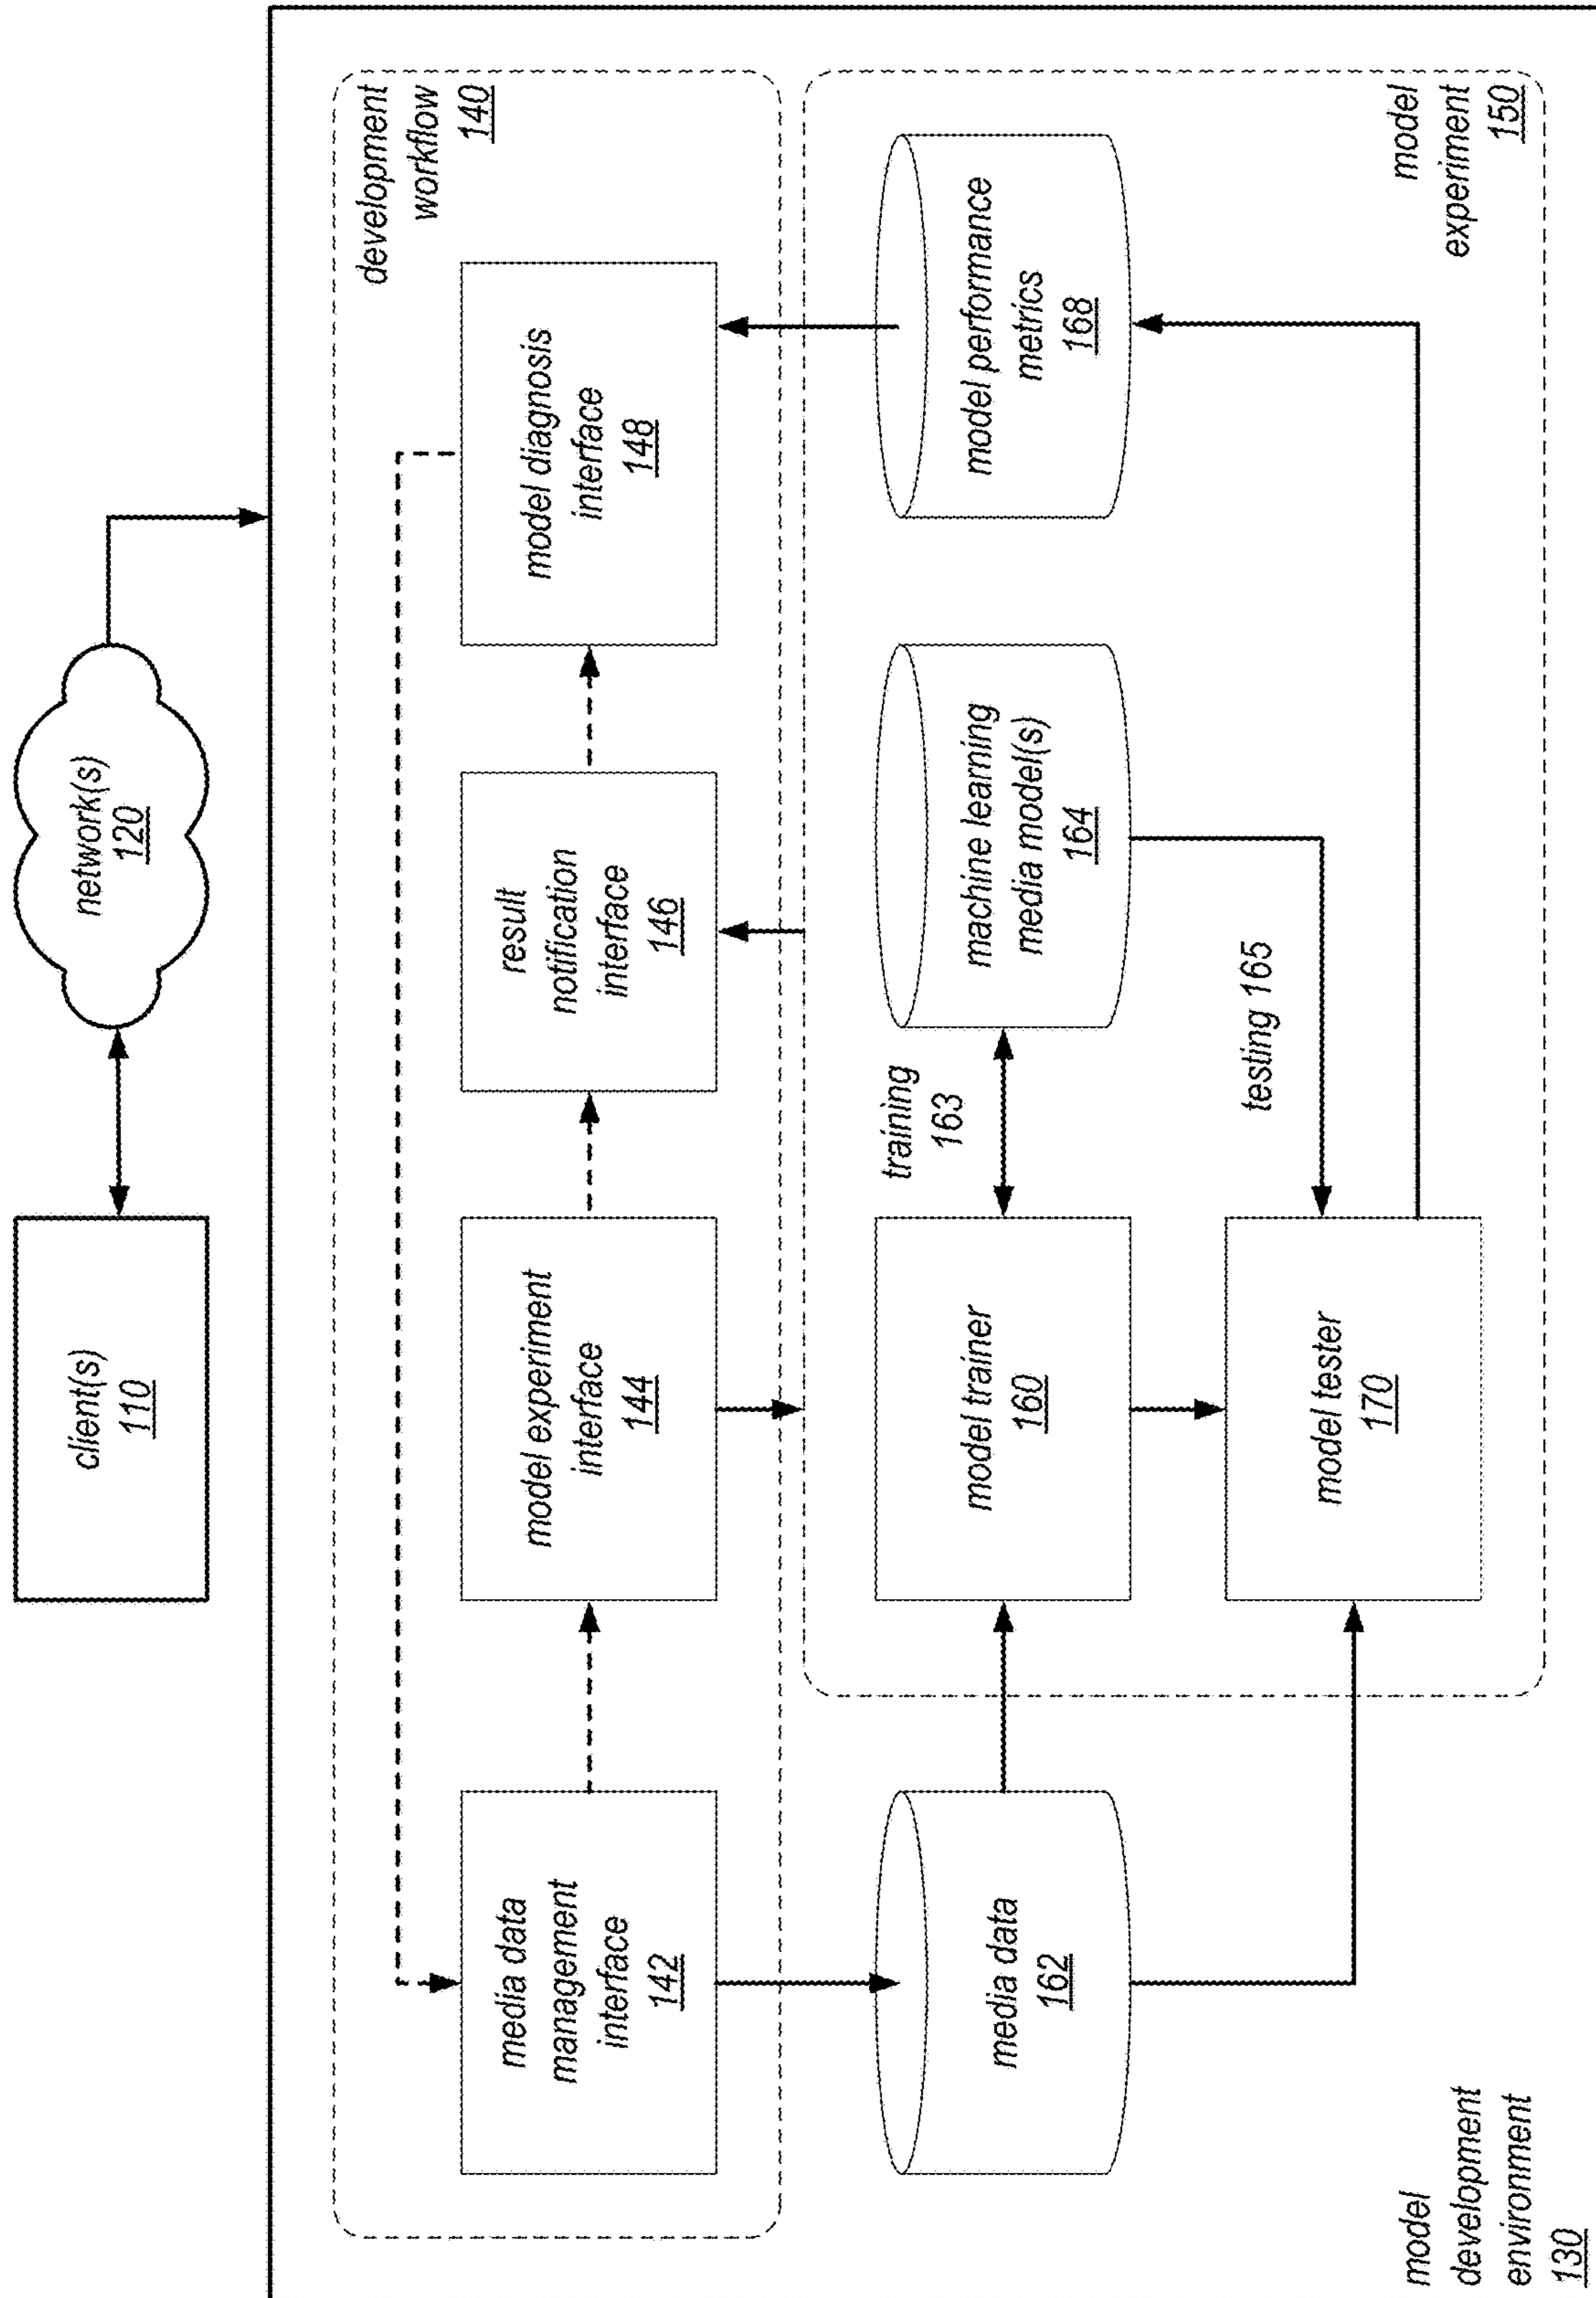 client(s)
110
network(s)
120
development
workflow
140
media data
management
interface
142
model experiment
interface
144
result
notification
interface
146
model diagnosis
interface
148
media data
162
model trainer
160
training
163
machine learning
media model(s)
164
model performance
metrics
168
model tester
170
testing 165
model
experiment
150
model
development
environment
130